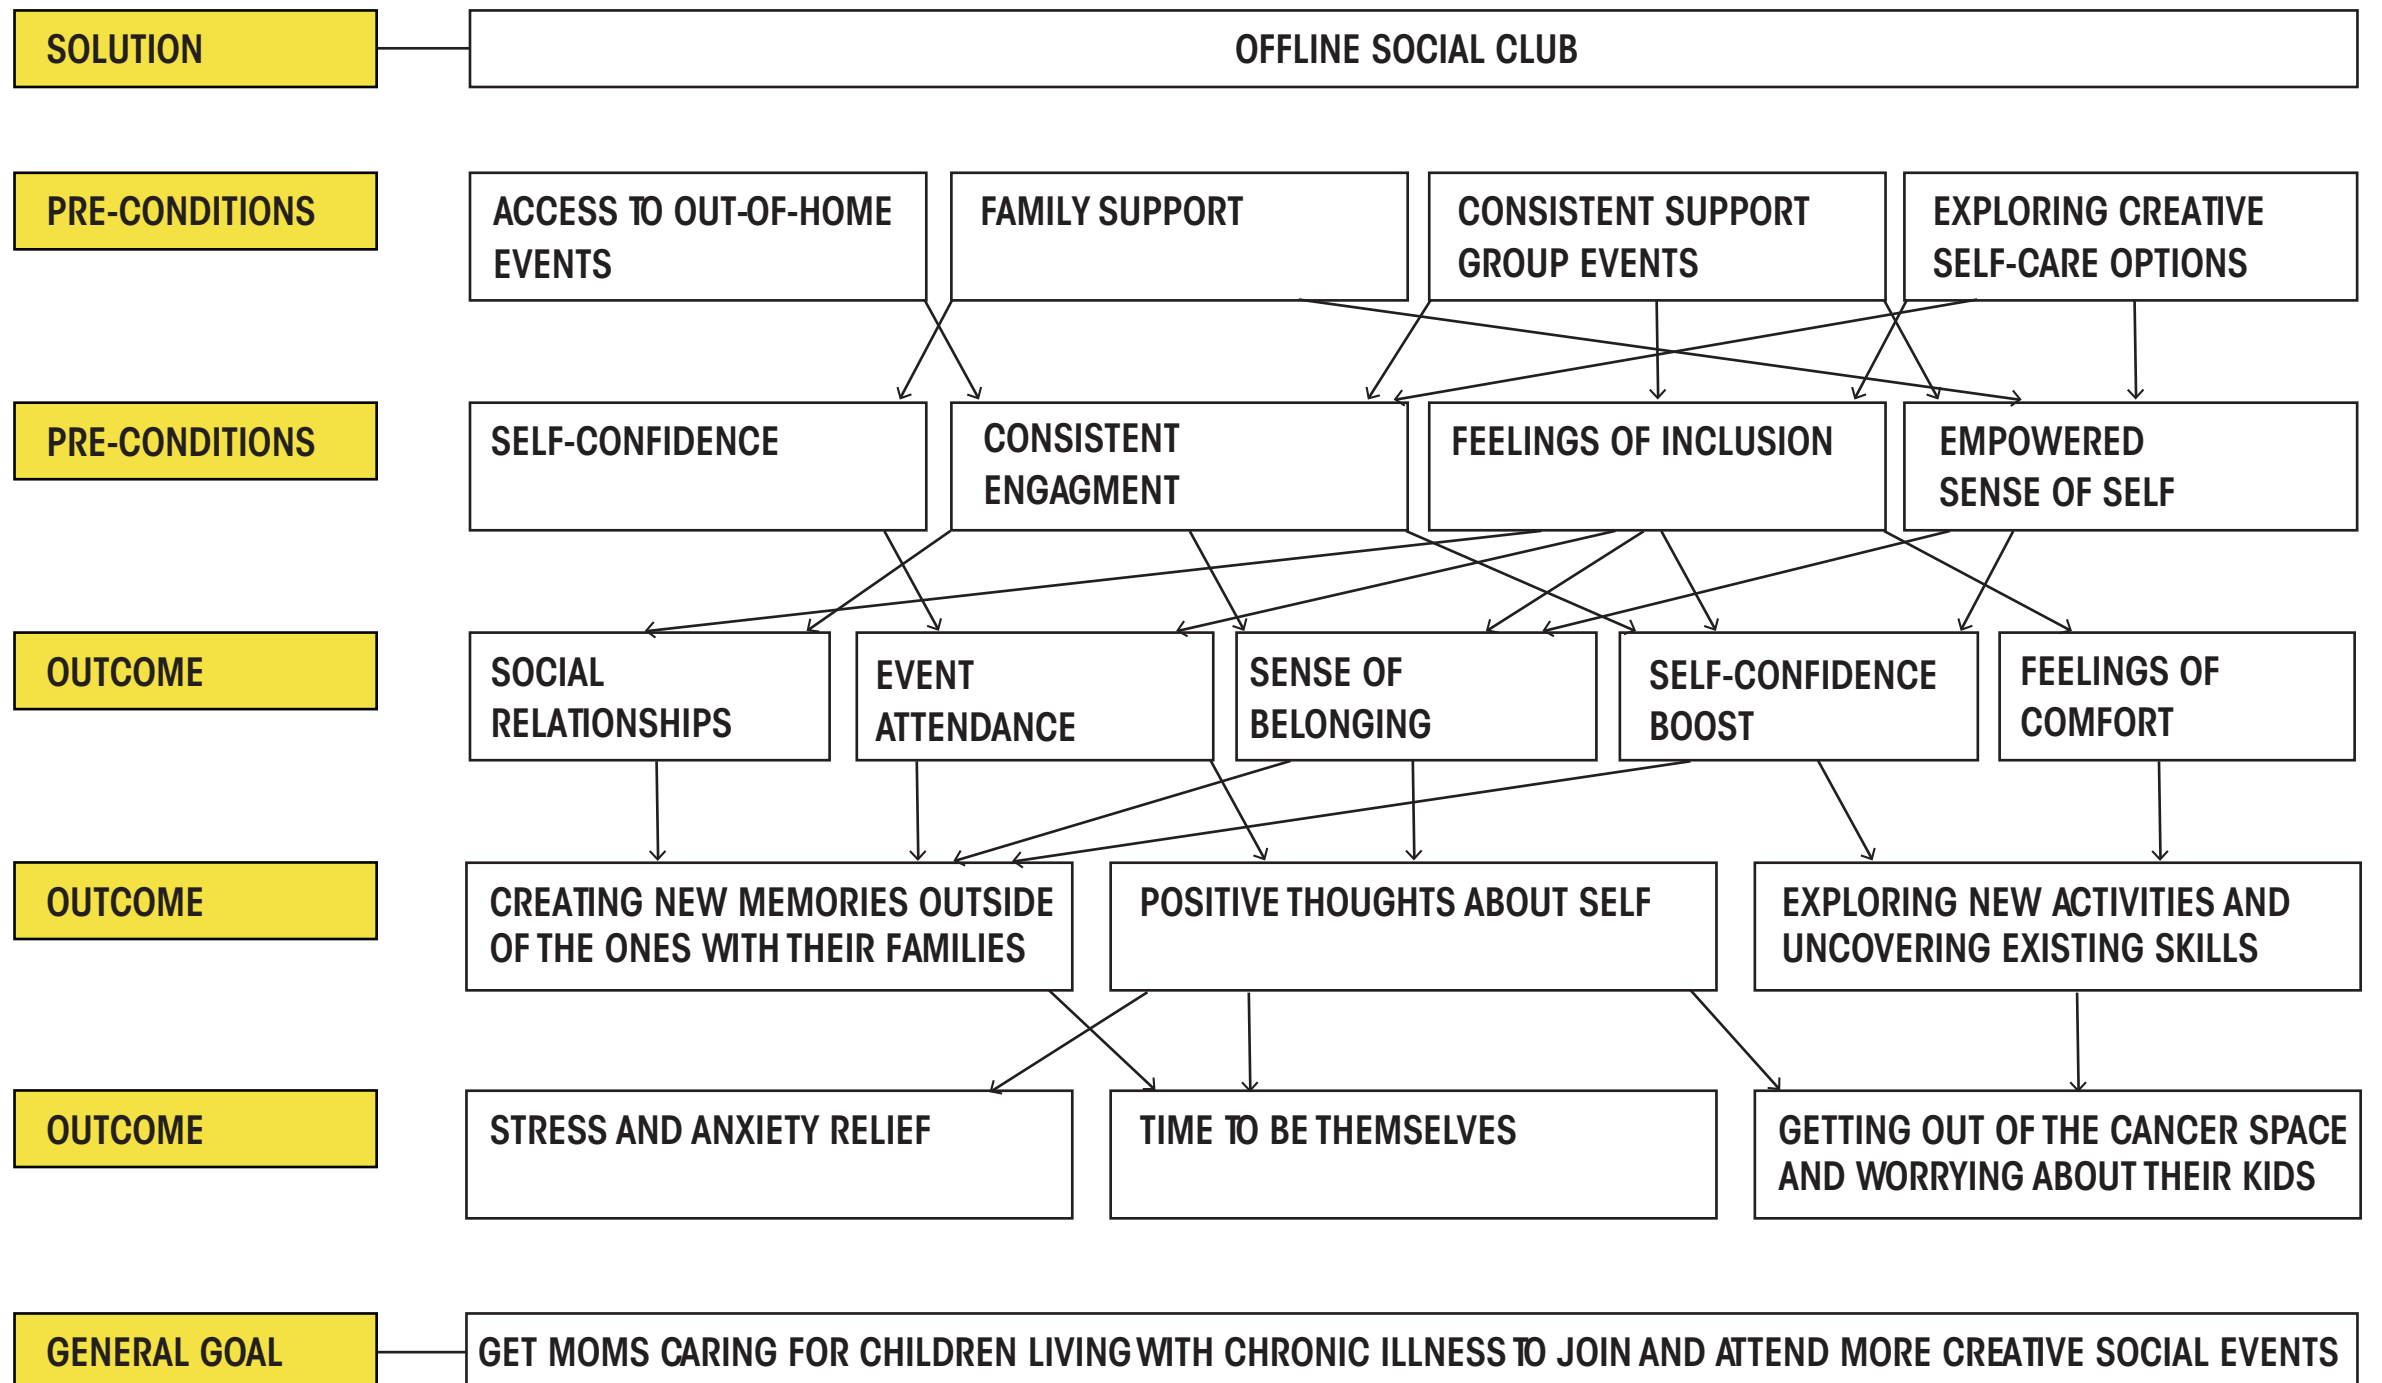 SOLUTION
OFFLINE SOCIAL CLUB
PRE-CONDITIONS
ACCESS TO OUT-OF-HOME
EVENTS
FAMILY SUPPORT
CONSISTENT SUPPORT
GROUP EVENTS
EXPLORING CREATIVE
SELF-CARE OPTIONS
PRE-CONDITIONS
SELF-CONFIDENCE
CONSISTENT
ENGAGMENT
FEELINGS OF INCLUSION
EMPOWERED
SENSE OF SELF
OUTCOME
SOCIAL
RELATIONSHIPS
EVENT
ATTENDANCE
SENSE OF
BELONGING
SELF-CONFIDENCE
BOOST
FEELINGS OF
COMFORT
OUTCOME
CREATING NEW MEMORIES OUTSIDE
OF THE ONES WITH THEIR FAMILIES
POSITIVE THOUGHTS ABOUT SELF
EXPLORING NEW ACTIVITIES AND
UNCOVERING EXISTING SKILLS
OUTCOME
STRESS AND ANXIETY RELIEF
TIME TO BE THEMSELVES
GETTING OUT OF THE CANCER SPACE
AND WORRYING ABOUT THEIR KIDS
GENERAL GOAL
GET MOMS CARING FOR CHILDREN LIVING WITH CHRONIC ILLNESS TO JOIN AND ATTEND MORE CREATIVE SOCIAL EVENTS